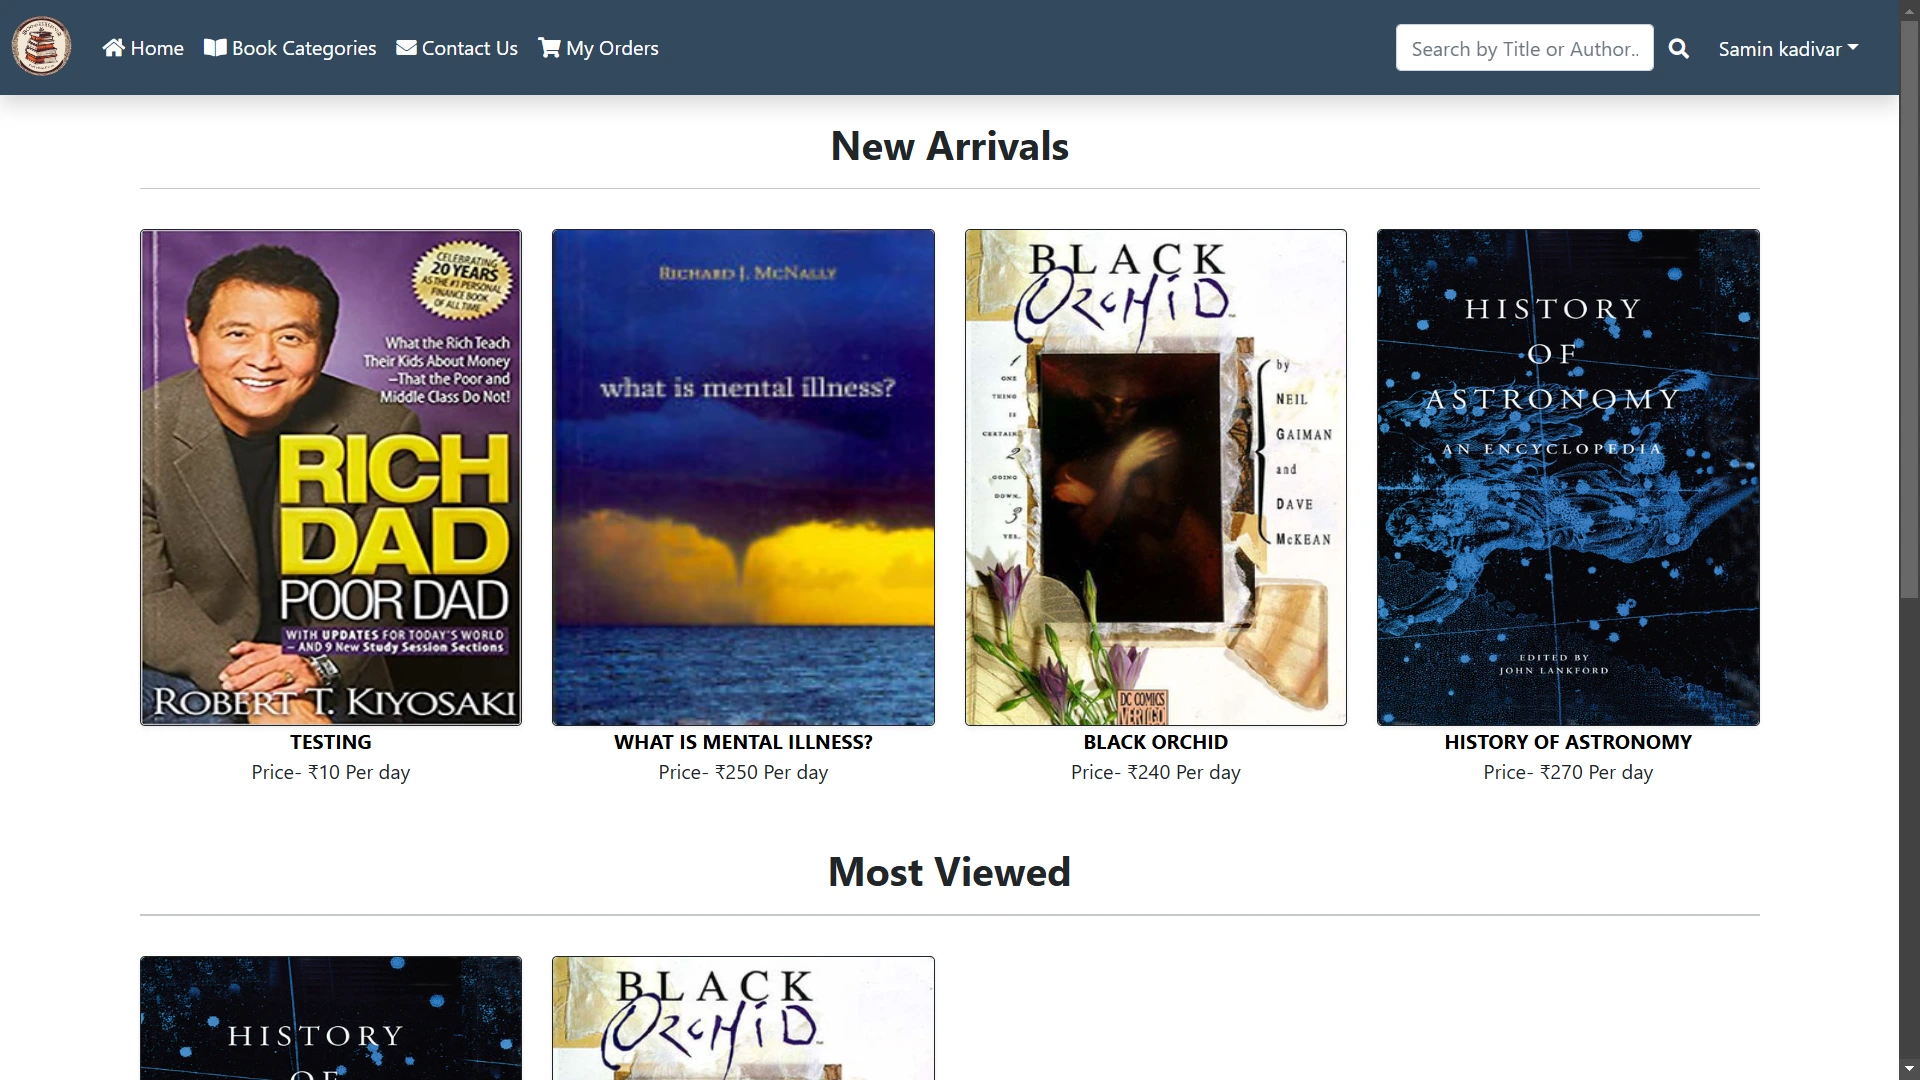 Home
Book Categories
Contact Us
My Orders
Search by Title or Author..
Samin kadivar
New Arrivals
CELEBRATING
20 YEARS
AS THE #1 PERSONAL
FINANCE BOOK
OF ALL TIME
What the Rich Teach
Their Kids About Money
–That the Poor and
Middle Class Do Not!
RICH
DAD
POOR DAD
WITH UPDATES FOR TODAY'S WORLD
– AND 9 New Study Session Sections
ROBERT T. KIYOSAKI
TESTING
Price- ₹10 Per day
RICHARD J. MCNALLY
what is mental illness?
WHAT IS MENTAL ILLNESS?
Price- ₹250 Per day
BLACK
ORCHID
1
ONE
THING
IS
CERTAIN
2
GOING
DOWN..
3
YES..
by
NEIL
GAIMAN
and
DAVE
McKEAN
DC COMICS
VERTIGO
BLACK ORCHID
Price- ₹240 Per day
HISTORY
OF
ASTRONOMY
AN ENCYCLOPEDIA
EDITED BY
JOHN LANKFORD
HISTORY OF ASTRONOMY
Price- ₹270 Per day
Most Viewed
HISTORY
OF
BLACK
ORCHID